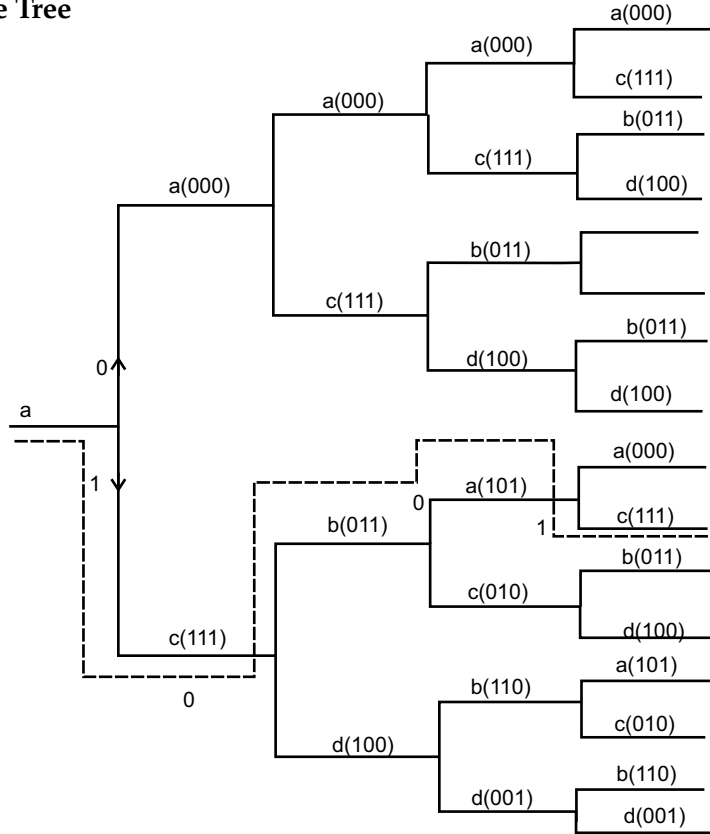 e Tree
a(000)
a(000)
c(111)
a(000)
b(011)
c(111)
d(100)
a(000)
b(011)
c(111)
b(011)
d(100)
0
d(100)
a
a(000)
1
a(101)
0
c(111)
b(011)
1
b(011)
c(010)
d(100)
c(111)
a(101)
0
b(110)
c(010)
d(100)
b(110)
d(001)
d(001)